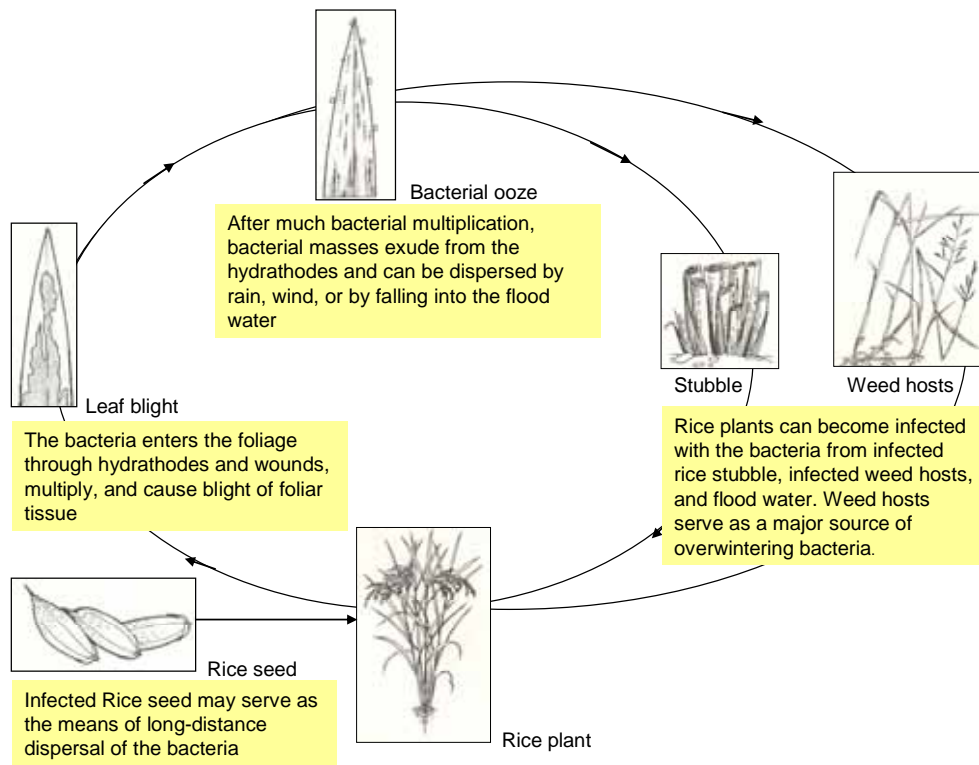 Bacterial ooze
After much bacterial multiplication,
bacterial masses exude from the
hydrathodes and can be dispersed by
rain, wind, or by falling into the flood
water
Leaf blight
The bacteria enters the foliage
through hydrathodes and wounds,
multiply, and cause blight of foliar
tissue
Stubble
Weed hosts
Rice plants can become infected
with the bacteria from infected
rice stubble, infected weed hosts,
and flood water. Weed hosts
serve as a major source of
overwintering bacteria.
Rice seed
Infected Rice seed may serve as
the means of long-distance
dispersal of the bacteria
Rice plant